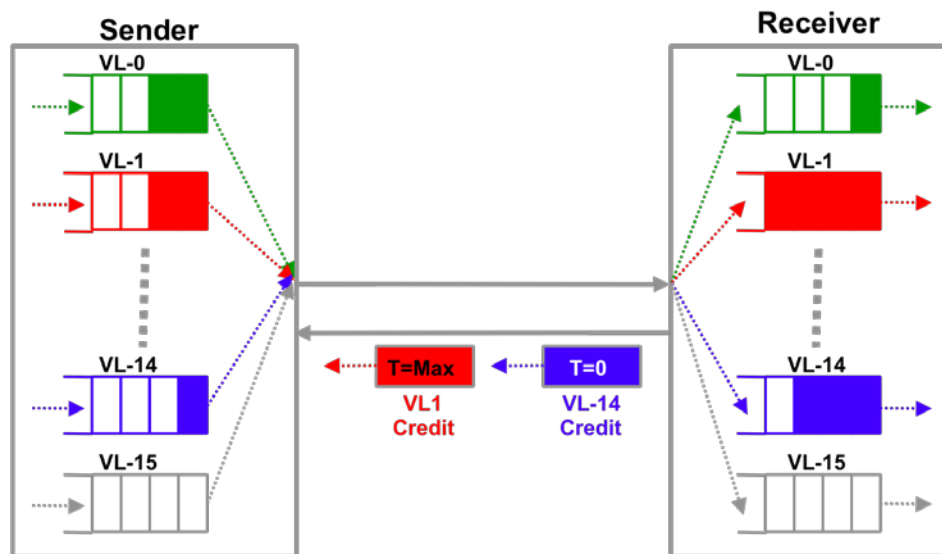 Sender
VL-0
VL-1
VL-14
VL-15
T=Max
VL1
Credit
T=0
VL-14
Credit
Receiver
VL-0
VL-1
VL-14
VL-15